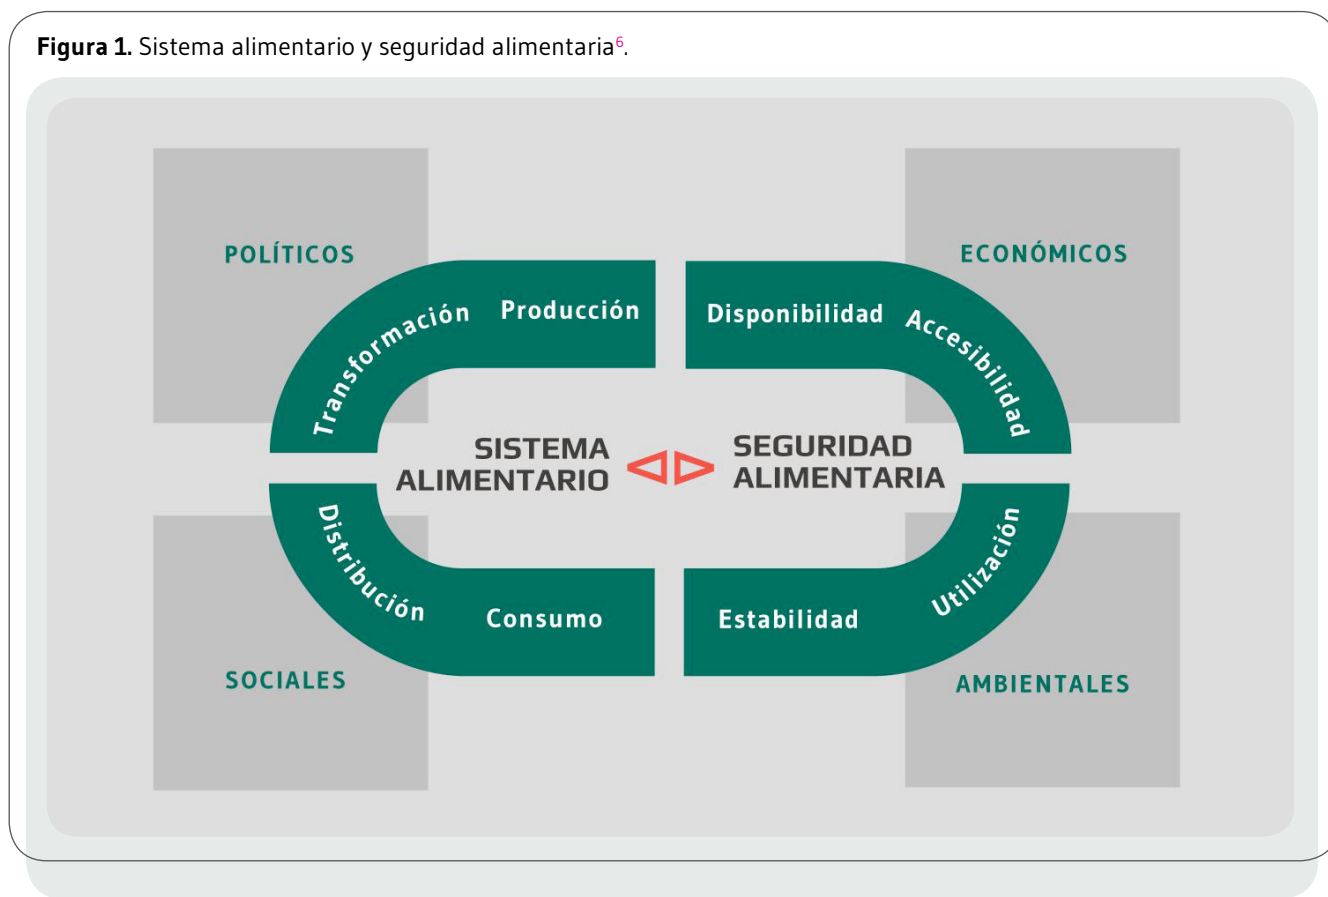 Figura 1. Sistema alimentario y seguridad alimentaria6.
POLÍTICOS
ECONÓMICOS
Transformación
Producción
Disponibilidad
Accesibilidad
SISTEMA
ALIMENTARIO
SEGURIDAD
ALIMENTARIA
Distribución
Consumo
Estabilidad
Utilización
SOCIALES
AMBIENTALES